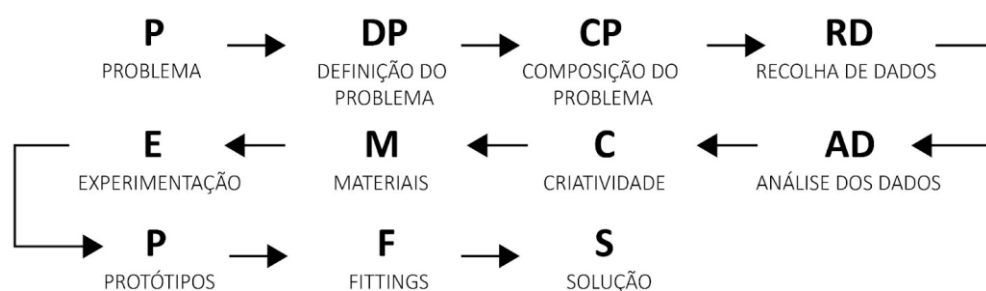 P DP CP RD
PROBLEMA DEFINIÇÃO DO COMPOSIÇÃO DO RECOLHA DE DADOS
PROBLEMA PROBLEMA
E M C AD
EXPERIMENTAÇÃO MATERIAIS CRIATIVIDADE ANÁLISE DOS DADOS
P F S
PROTÓTIPOS FITTINGS SOLUÇÃO